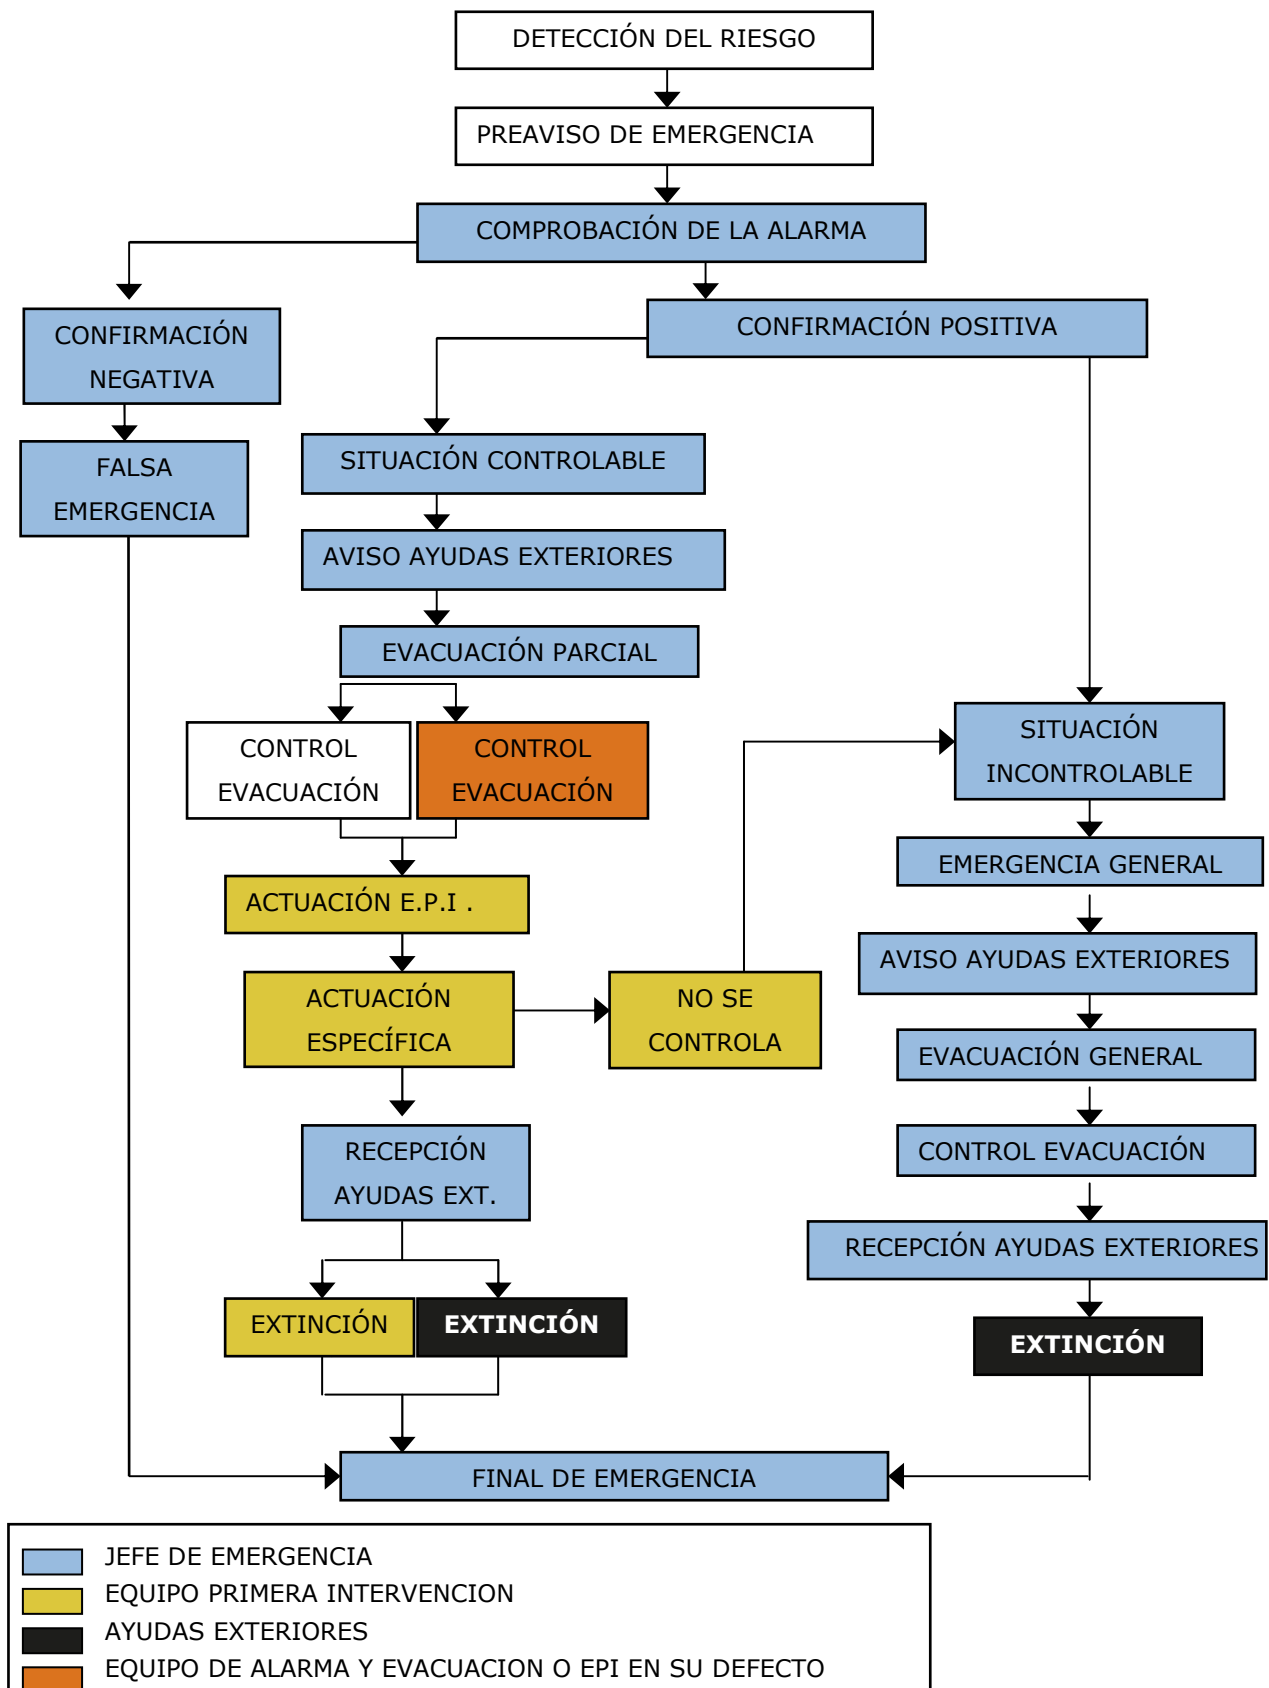 DETECCIÓN DEL RIESGO
PREAVISO DE EMERGENCIA
COMPROBACIÓN DE LA ALARMA
CONFIRMACIÓN
NEGATIVA
CONFIRMACIÓN POSITIVA
FALSA
EMERGENCIA
SITUACIÓN CONTROLABLE
AVISO AYUDAS EXTERIORES
EVACUACIÓN PARCIAL
CONTROL
EVACUACIÓN
CONTROL
EVACUACIÓN
ACTUACIÓN E.P.I .
ACTUACIÓN
ESPECÍFICA
NO SE
CONTROLA
RECEPCIÓN
AYUDAS EXT.
EXTINCIÓN
EXTINCIÓN
SITUACIÓN
INCONTROLABLE
EMERGENCIA GENERAL
AVISO AYUDAS EXTERIORES
EVACUACIÓN GENERAL
CONTROL EVACUACIÓN
RECEPCIÓN AYUDAS EXTERIORES
EXTINCIÓN
FINAL DE EMERGENCIA
JEFE DE EMERGENCIA
EQUIPO PRIMERA INTERVENCION
AYUDAS EXTERIORES
EQUIPO DE ALARMA Y EVACUACION O EPI EN SU DEFECTO